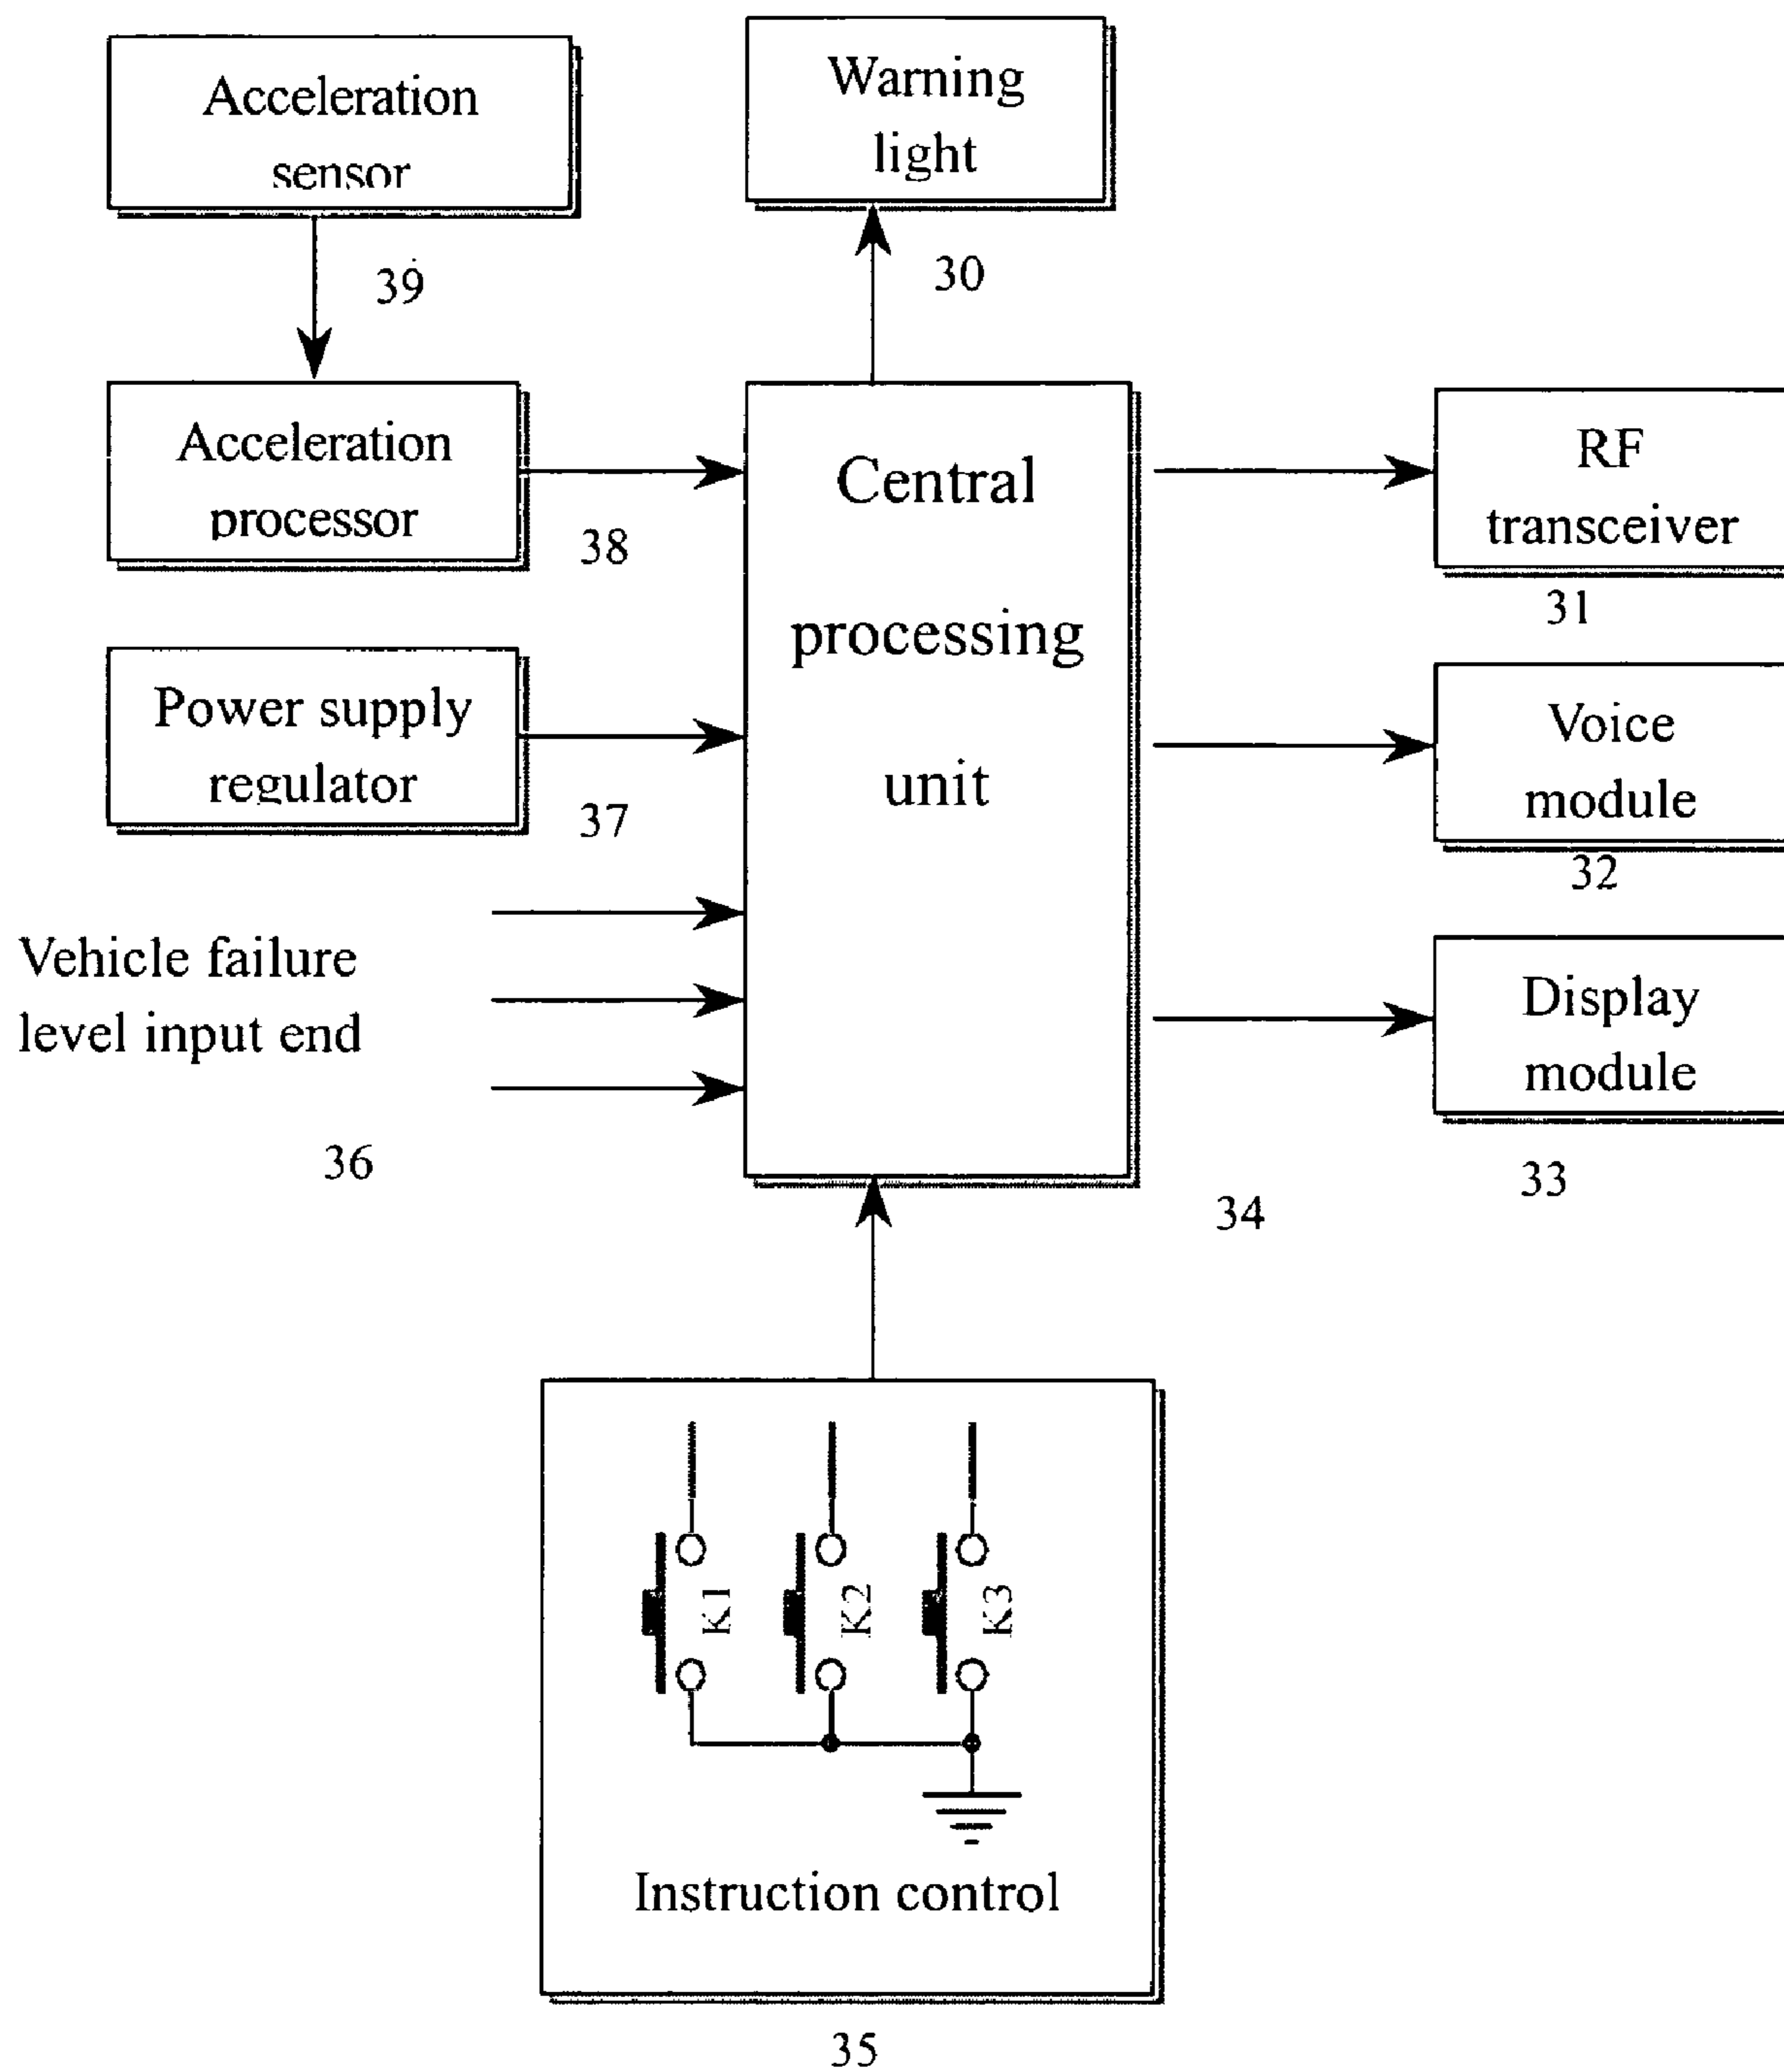 Acceleration
sensor
39
Warning
light
30
Acceleration
processor
38
Central
processing
unit
34
RF
transceiver
31
Power supply
regulator
37
Voice
module
32
Vehicle failure
level input end
36
Display
module
33
K1
K2
K3
Instruction control
35